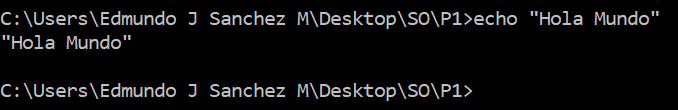 C:\Users\Edmundo J Sanchez M\Desktop\SO\P1>echo "Hola Mundo"
"Hola Mundo"
C:\Users\Edmundo J Sanchez M\Desktop\SO\P1>